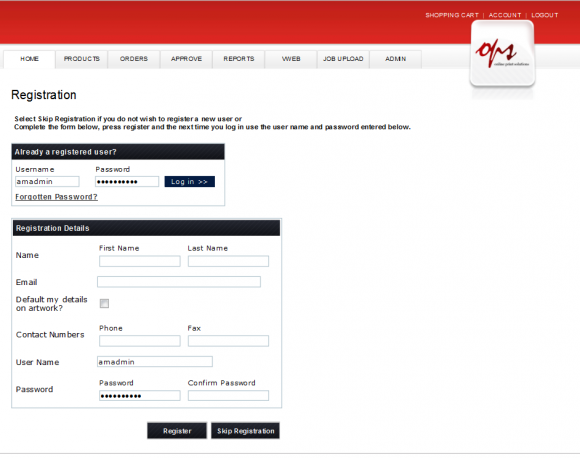 SHOPPING CART | ACCOUNT | LOGOUT
ops
HOME PRODUCTS ORDERS APPROVE REPORTS VWEB JOB UPLOAD ADMIN
Registration
Select Skip Registration if you do not wish to register a new user or
Complete the form below, press register and the next time you log in use the user name and password entered below.
Already a registered user?
Username Password
amadmin •••••••••• Log in >>
Forgotten Password?
Registration Details
First Name Last Name
Name
Email
Default my details
on artwork?
Phone Fax
Contact Numbers
User Name amadmin
Password Confirm Password
Password ••••••••••
Register Skip Registration